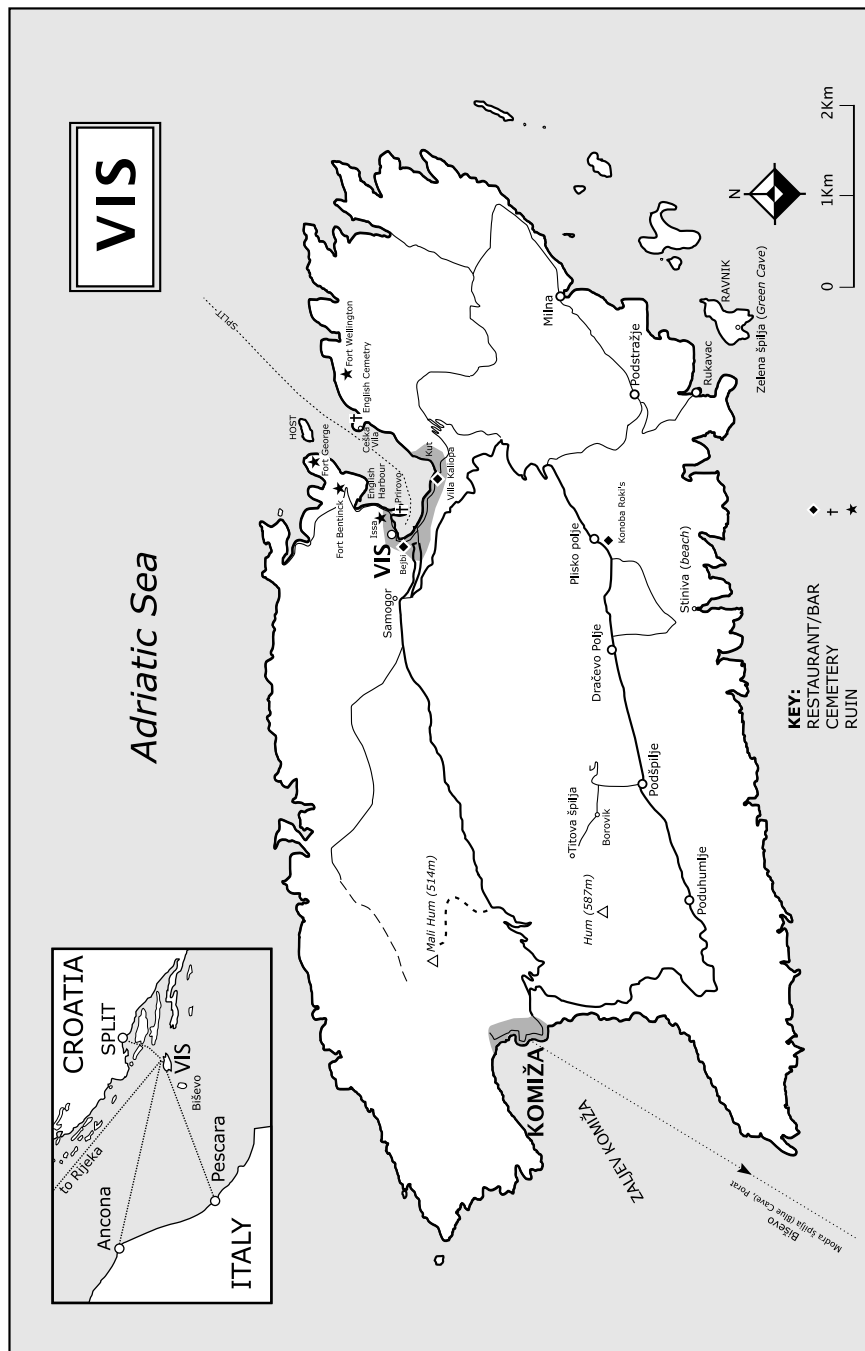 VIS
Adriatic Sea
CROATIA
SPLIT
VIS
Biševo
to Rijeka
Ancona
Pescara
ITALY
SPLIT
HOST
Fort George
Fort Wellington
English Cemetry
Češka
Vila
Fort Bentinck
English
Harbour
Prirovo
Issa
VIS
Bejbi
Kut
Villa Kaliopa
Samogor
Mali Hum (514m)
KOMIŽA
ZALJEV KOMIŽA
Biševo
Modra špilja (Blue Cave), Porat
Hum (587m)
Titova špilja
Borovik
Poduhumlje
Podšpilje
Dračevo Polje
Plisko polje
Konoba Roki's
Stiniva (beach)
Milna
Podstražje
Rukavac
RAVNIK
Zelena špilja (Green Cave)
N
0
1Km
2Km
KEY:
RESTAURANT/BAR
CEMETERY
RUIN